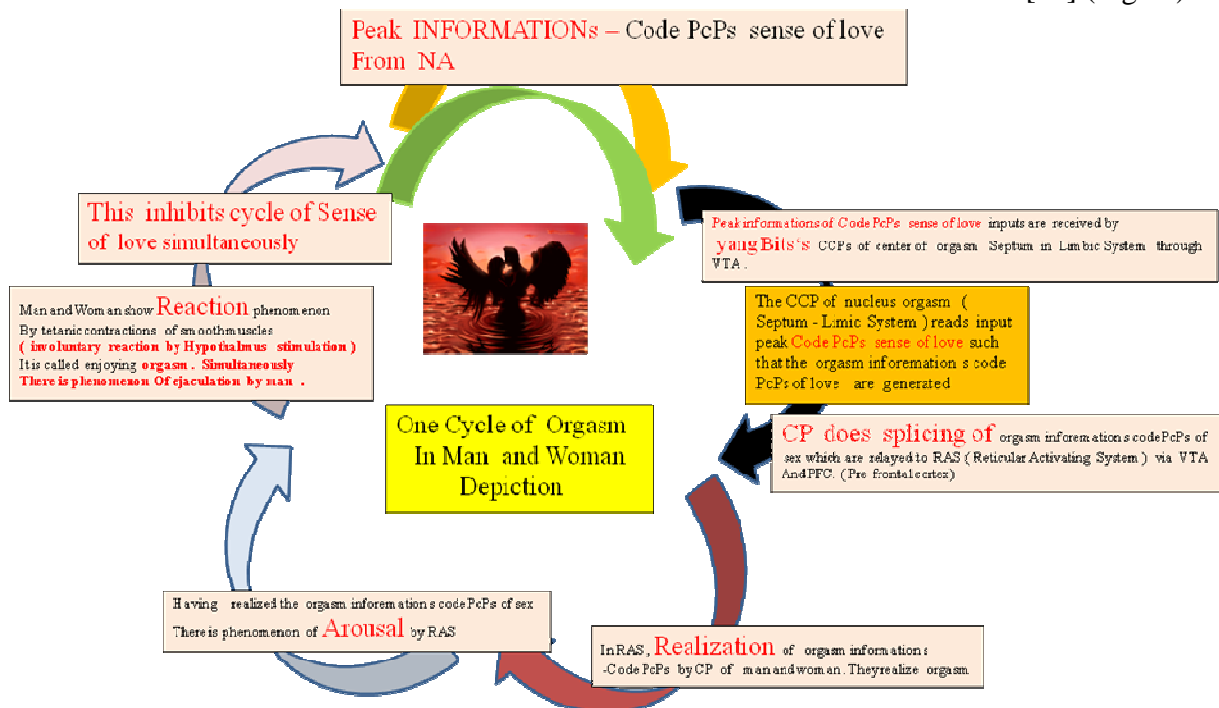 Peak INFORMATIONs – Code PcPs sense of love
From NA
This inhibits cycle of Sense
of love simultaneously
Peak informations of Code PcPs sense of love inputs are received by
yang Bits's CCPs of center of orgasm Septum in Limbic System through
VTA .
Man and Woman show Reaction phenomenon
By tetanic contractions of smooth muscles
( involuntary reaction by Hypothalmus stimulation )
It is called enjoying orgasm . Simultaneously
There is phenomenon Of ejaculation by man .
The CCP of nucleus orgasm (
Septum - Limic System ) reads input
peak Code PcPs sense of love such
that the orgasm inforemation s code
PcPs of love are generated
One Cycle of Orgasm
In Man and Woman
Depiction
CP does splicing of orgasm inforemations code PcPs of
sex which are relayed to RAS ( Reticular Activating System ) via VTA
And PFC. ( Pre frontal cortex)
Having realized the orgasm inforemations code PcPs of sex
There is phenomenon of Arousal by RAS
In RAS, Realization of orgasm informations
-Code PcPs by CP of man and woman. They realize orgasm